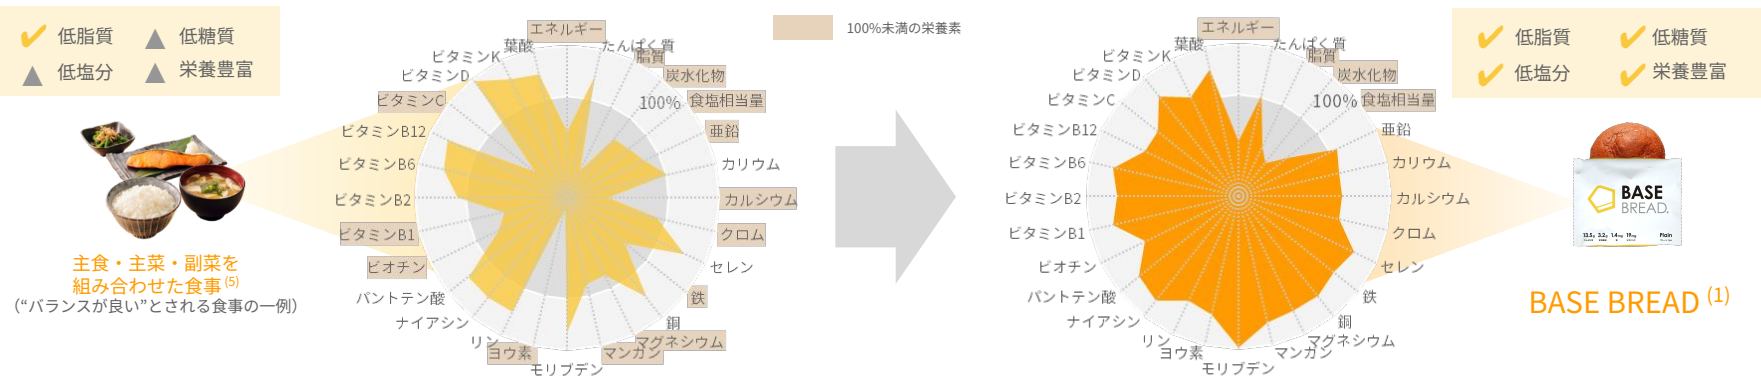 ✔ 低脂質 ▲ 低糖質
▲ 低塩分 ▲ 栄養豊富
主食・主菜・副菜を
組み合わせた食事 (5)
（“バランスが良い”とされる食事の一例）
エネルギー
たんぱく質
脂質
炭水化物
食塩相当量
亜鉛
カリウム
カルシウム
クロム
セレン
鉄
銅
マグネシウム
マンガン
モリブデン
ヨウ素
リン
ナイアシン
パントテン酸
ビオチン
ビタミンB1
ビタミンB2
ビタミンB6
ビタミンB12
ビタミンC
ビタミンD
ビタミンK
葉酸
100%
100%未満の栄養素
エネルギー
たんぱく質
脂質
炭水化物
食塩相当量
亜鉛
カリウム
カルシウム
クロム
セレン
鉄
銅
マグネシウム
マンガン
モリブデン
ヨウ素
リン
ナイアシン
パントテン酸
ビオチン
ビタミンB1
ビタミンB2
ビタミンB6
ビタミンB12
ビタミンC
ビタミンD
ビタミンK
葉酸
100%
✔ 低脂質 ✔ 低糖質
✔ 低塩分 ✔ 栄養豊富
BASE
BREAD.
13.5g 3.2g 1.4mg 19mg Plain
BASE BREAD (1)